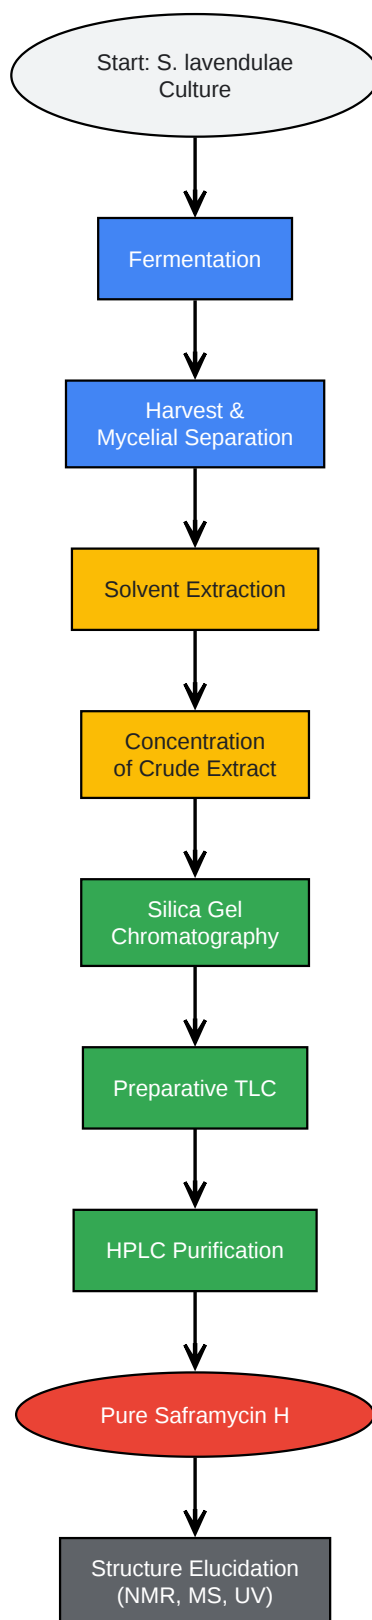 Start: S. lavendulae
Culture
Fermentation
Harvest &
Mycelial Separation
Solvent Extraction
Concentration
of Crude Extract
Silica Gel
Chromatography
Preparative TLC
HPLC Purification
Pure Saframycin H
Structure Elucidation
(NMR, MS, UV)